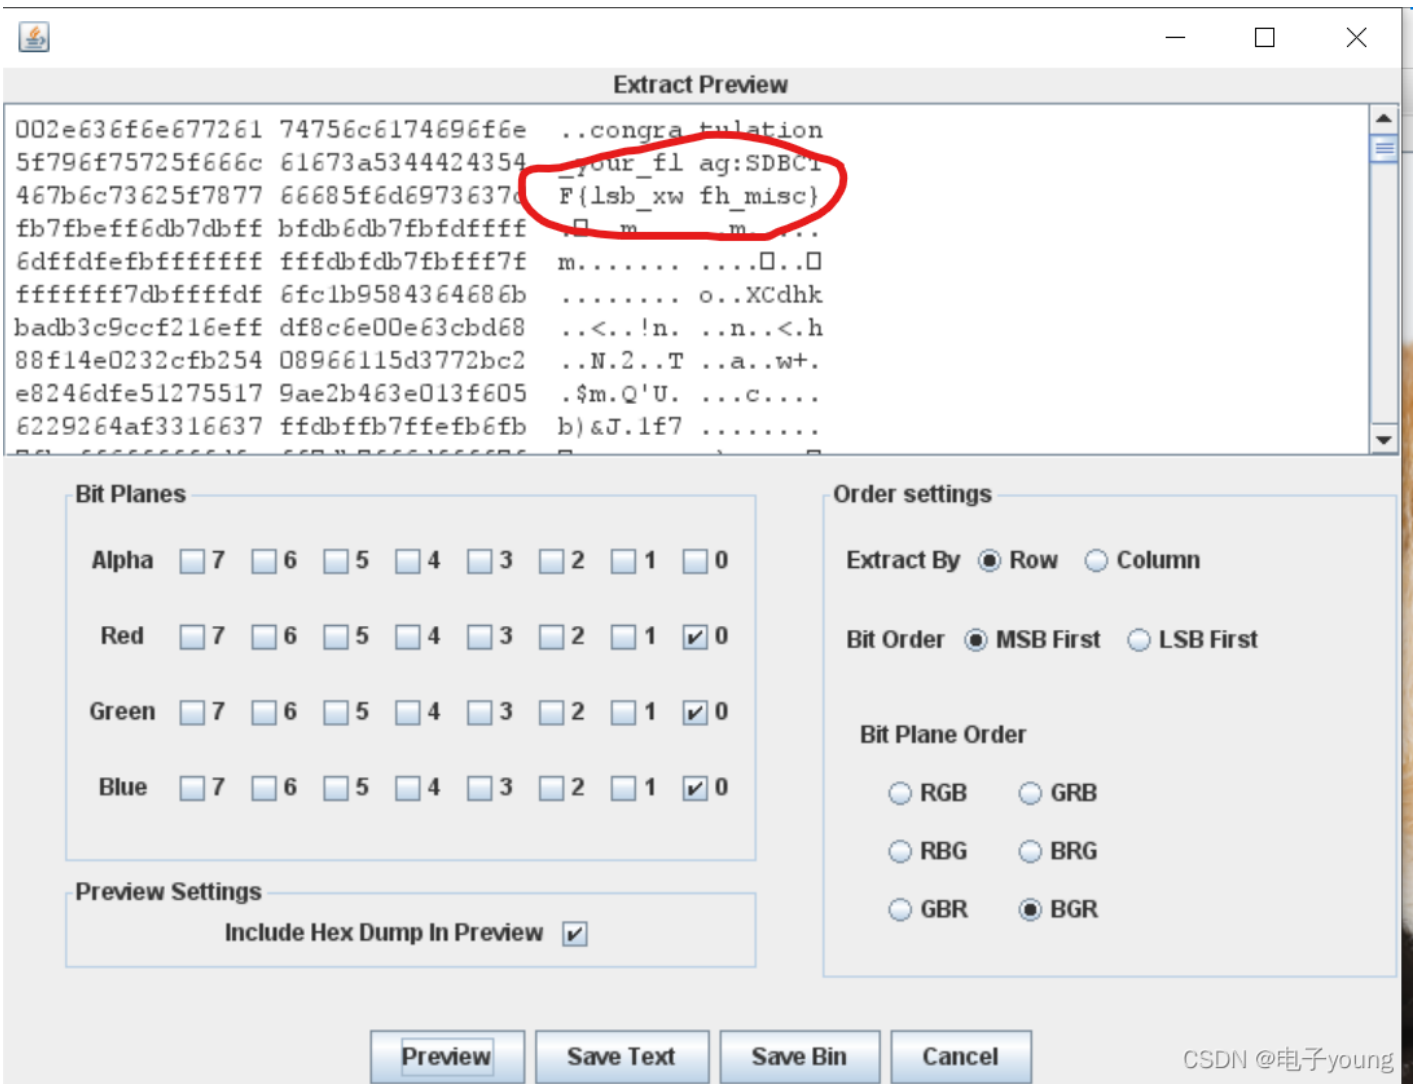 Extract Preview
002e636f6e677261 74756c6174696f6e ..congra tulation
5f796f75725f666c 61673a5344424354 _your_fl ag:SDBCT
467b6c73625f7877 66685f6d6973637d F{lsb_xw fh_misc}
fb7fbeff6db7dbff bfdb6db7fbfdffff .□..m... ..m.....
6dffdfefbfffffff fffdbfdb7fbfff7f m....... ....□..□
fffffff7dbffffdf 6fc1b9584364686b ........ o..XCdhk
badb3c9ccf216eff df8c6e00e63cbd68 ..<..!n. ..n..<.h
88f14e0232cfb254 08966115d3772bc2 ..N.2..T ..a..w+.
e8246dfe51275517 9ae2b463e013f605 .$m.Q'U. ...c....
6229264af3316637 ffdbffb7ffefb6fb b)&J.1f7 ........
Bit Planes
Alpha 7 6 5 4 3 2 1 0
Red 7 6 5 4 3 2 1 0
Green 7 6 5 4 3 2 1 0
Blue 7 6 5 4 3 2 1 0
Preview Settings
Include Hex Dump In Preview
Order settings
Extract By Row Column
Bit Order MSB First LSB First
Bit Plane Order
RGB GRB
RBG BRG
GBR BGR
Preview Save Text Save Bin Cancel
CSDN @电子young